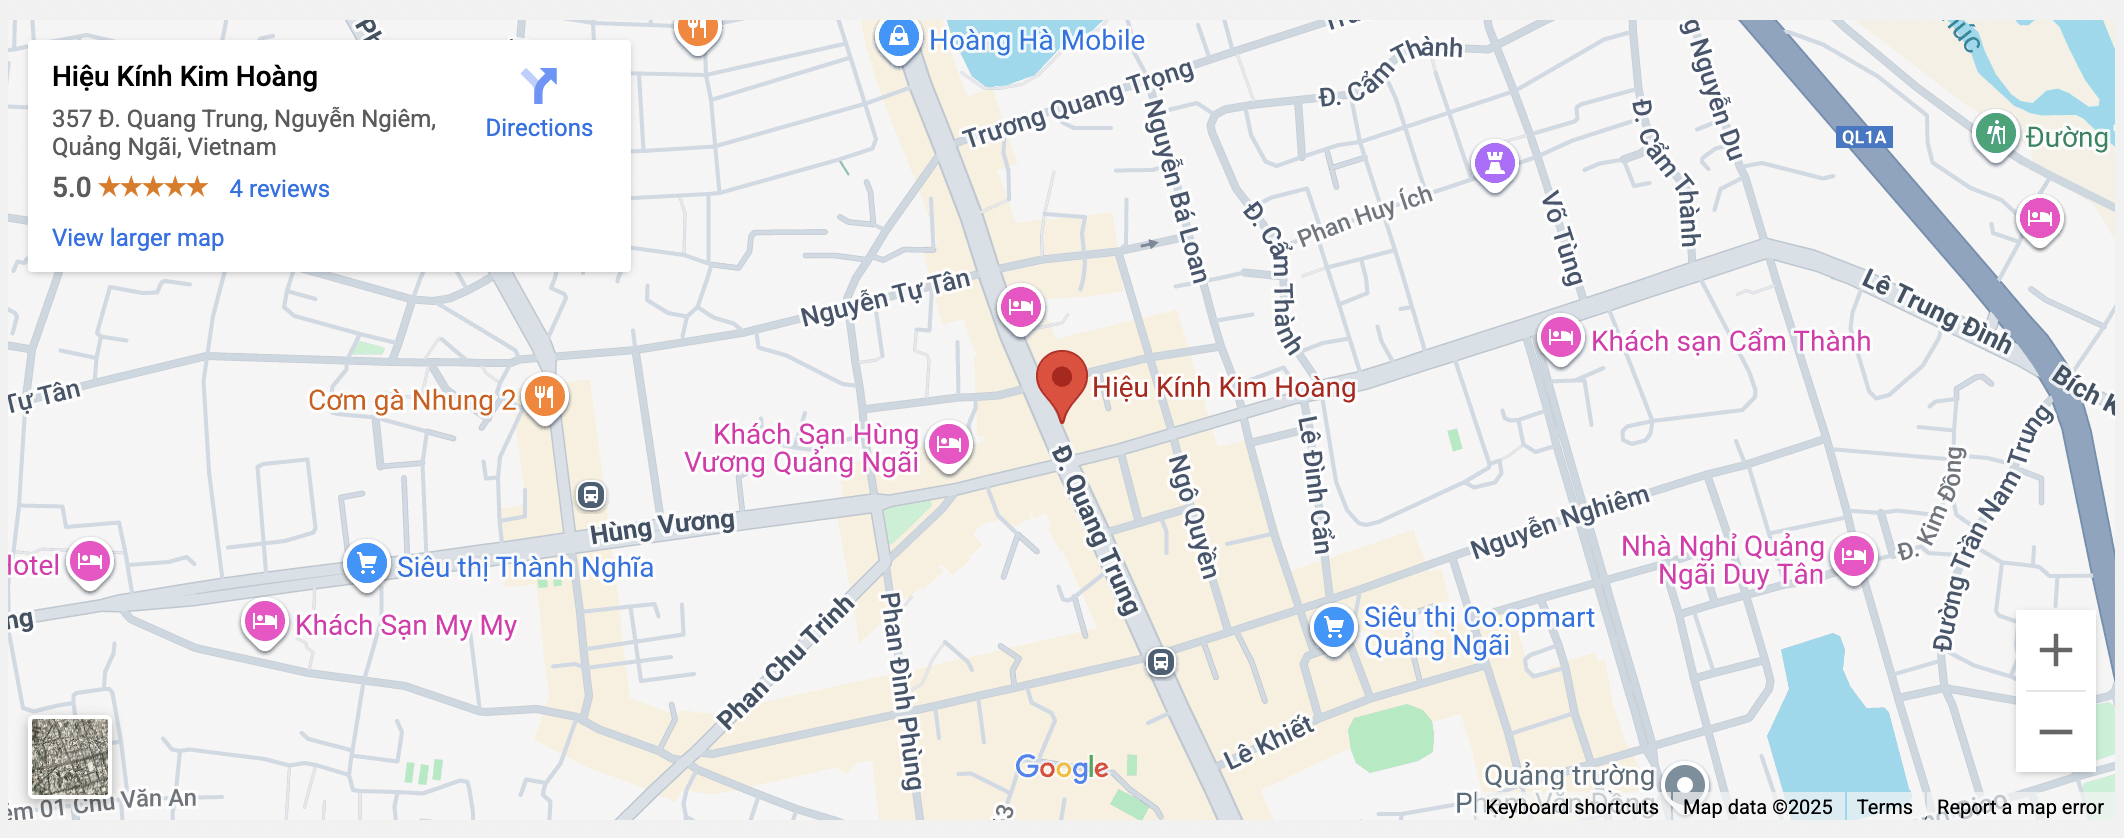 Hiệu Kính Kim Hoàng
357 Đ. Quang Trung, Nguyễn Ngiêm,
Quảng Ngãi, Vietnam
Directions
5.0
4 reviews
View larger map
Hoàng Hà Mobile
Trương Quang Trọng
Đ. Cẩm Thành
Nguyễn Bá Loan
Đ. Cẩm Thành
Phan Huy Ích
Võ Tùng
Đ. Cẩm Thành
g Nguyễn Du
QL1A
Đường
Nguyễn Tự Tân
Lê Trung Đình
Khách sạn Cẩm Thành
Tự Tân
Cơm gà Nhung 2
Hiệu Kính Kim Hoàng
Bích K
Khách Sạn Hùng
Vương Quảng Ngãi
Đ. Quang Trung
Ngô Quyền
Lê Đình Cẩn
Nguyễn Nghiêm
Đ. Kim Đồng
Đường Trần Nam Trung
Hùng Vương
Hotel
Siêu thị Thành Nghĩa
Nhà Nghỉ Quảng
Ngãi Duy Tân
ng
Khách Sạn My My
Phan Chu Trinh
Phan Đình Phùng
Siêu thị Co.opmart
Quảng Ngãi
Lê Khiết
Google
Quảng trường
Chu Văn An
Keyboard shortcuts
Map data ©2025
Terms
Report a map error